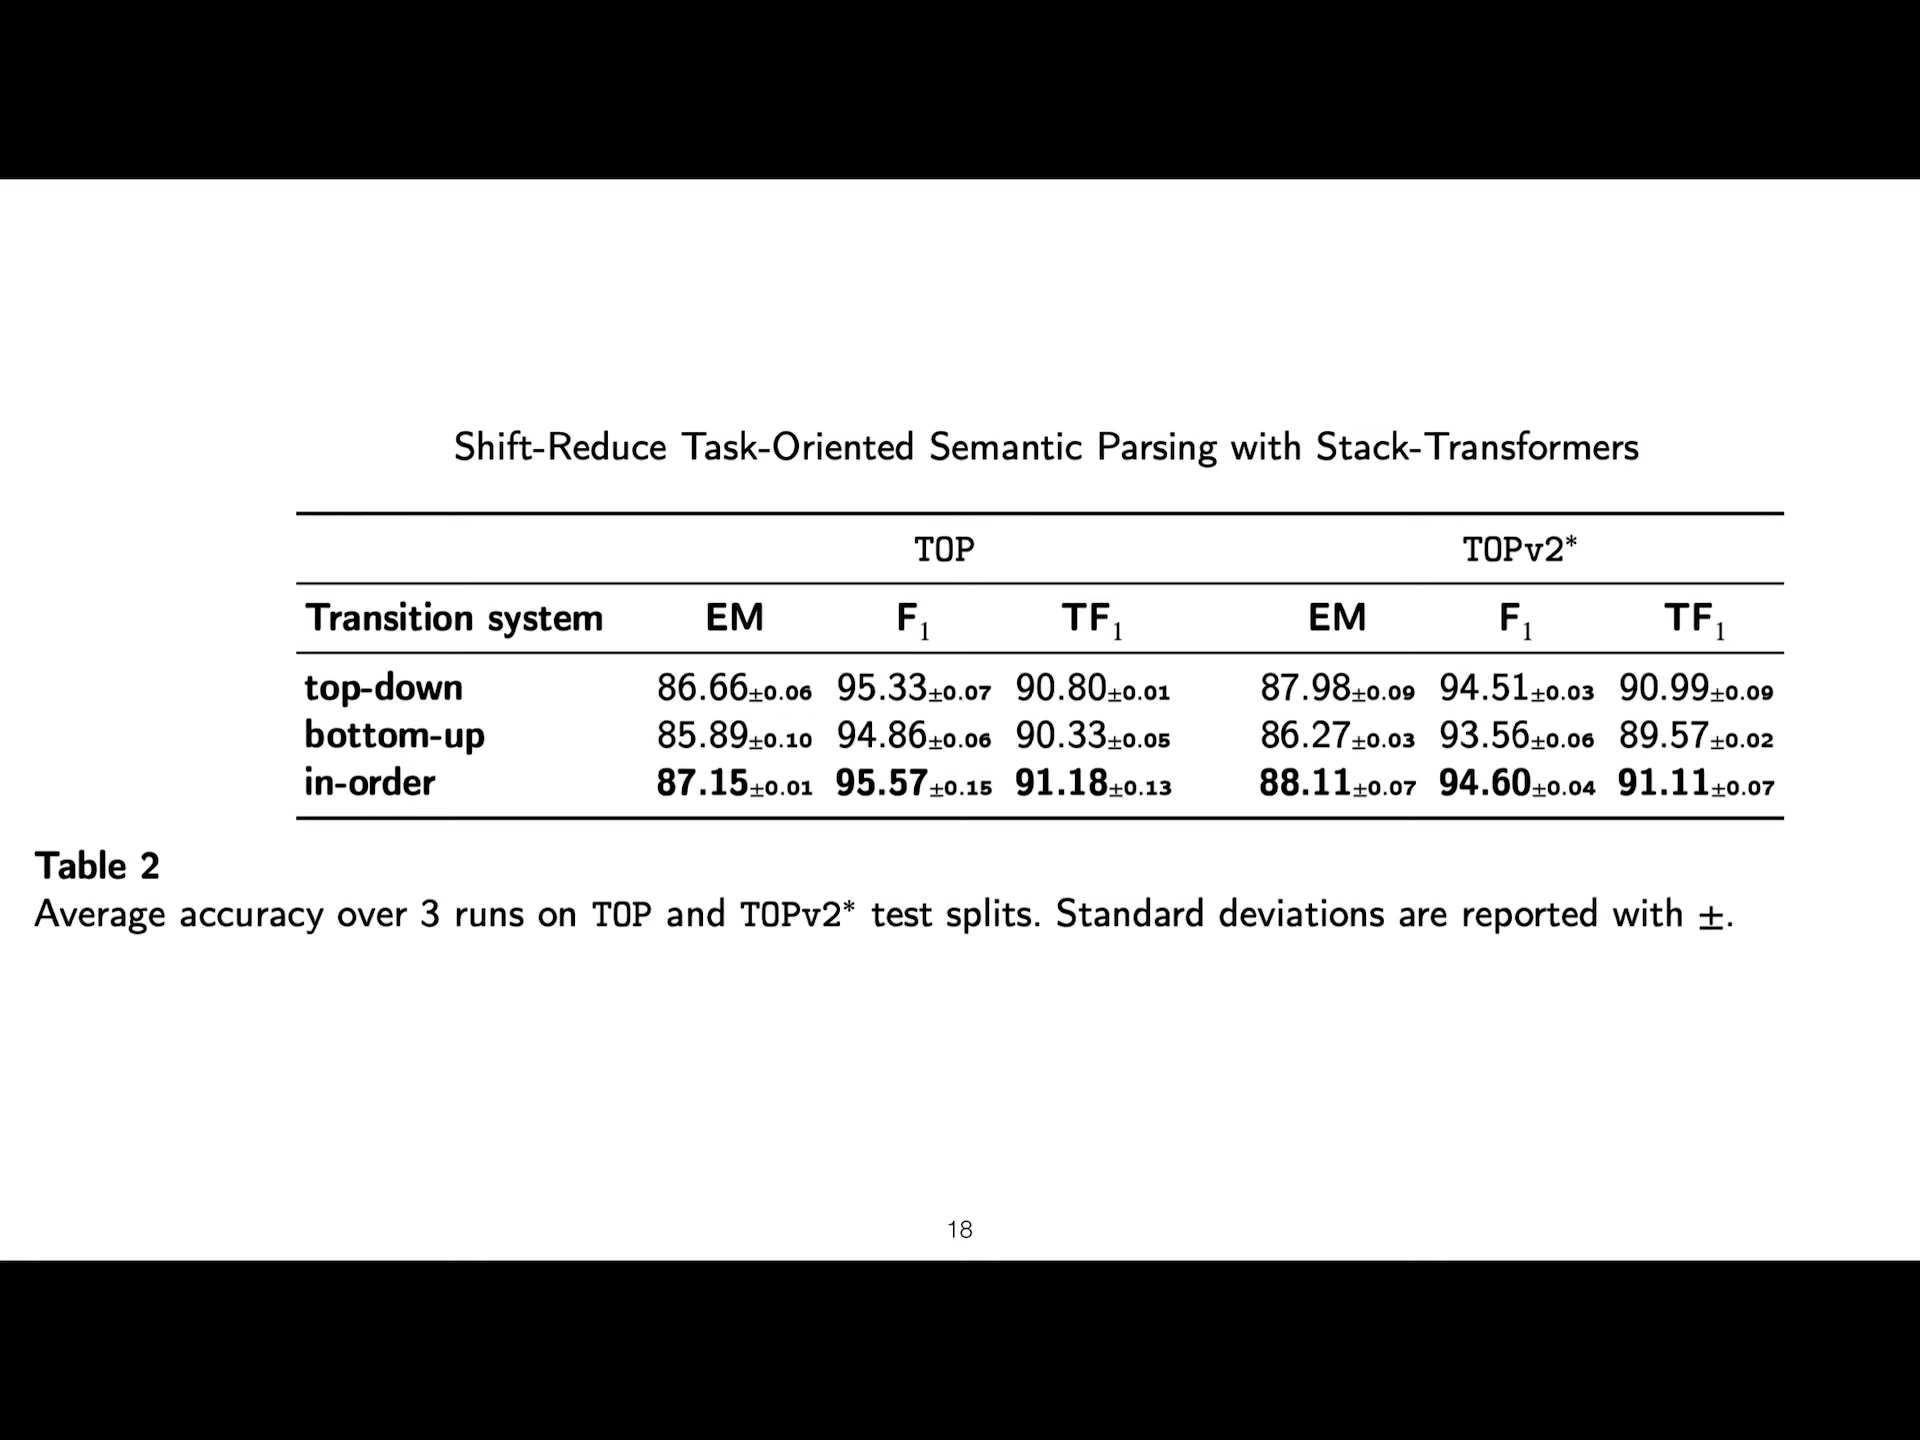 Shift-Reduce Task-Oriented Semantic Parsing with Stack-Transformers
TOP TOPv2*
Transition system EM F1 TF1 EM F1 TF1
top-down 86.66±0.06 95.33±0.07 90.80±0.01 87.98±0.09 94.51±0.03 90.99±0.09
bottom-up 85.89±0.10 94.86±0.06 90.33±0.05 86.27±0.03 93.56±0.06 89.57±0.02
in-order 87.15±0.01 95.57±0.15 91.18±0.13 88.11±0.07 94.60±0.04 91.11±0.07
Table 2
Average accuracy over 3 runs on TOP and TOPv2* test splits. Standard deviations are reported with ±.
18